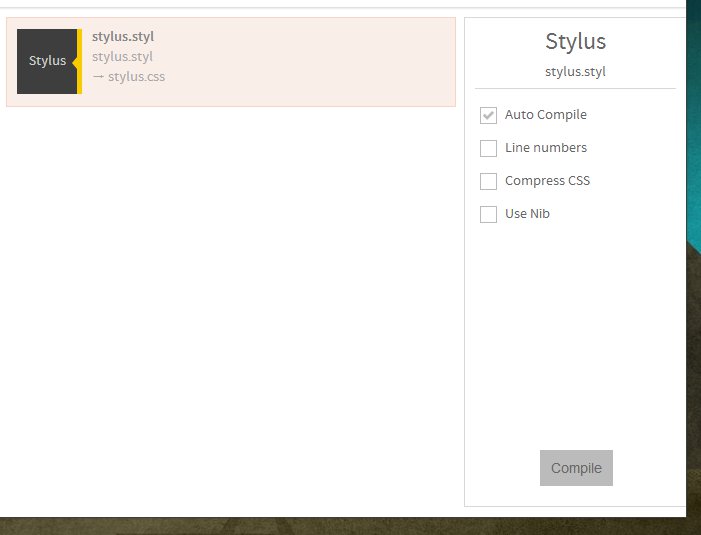 Stylus
stylus.styl
stylus.styl
→ stylus.css
Stylus
stylus.styl
Auto Compile
Line numbers
Compress CSS
Use Nib
Compile